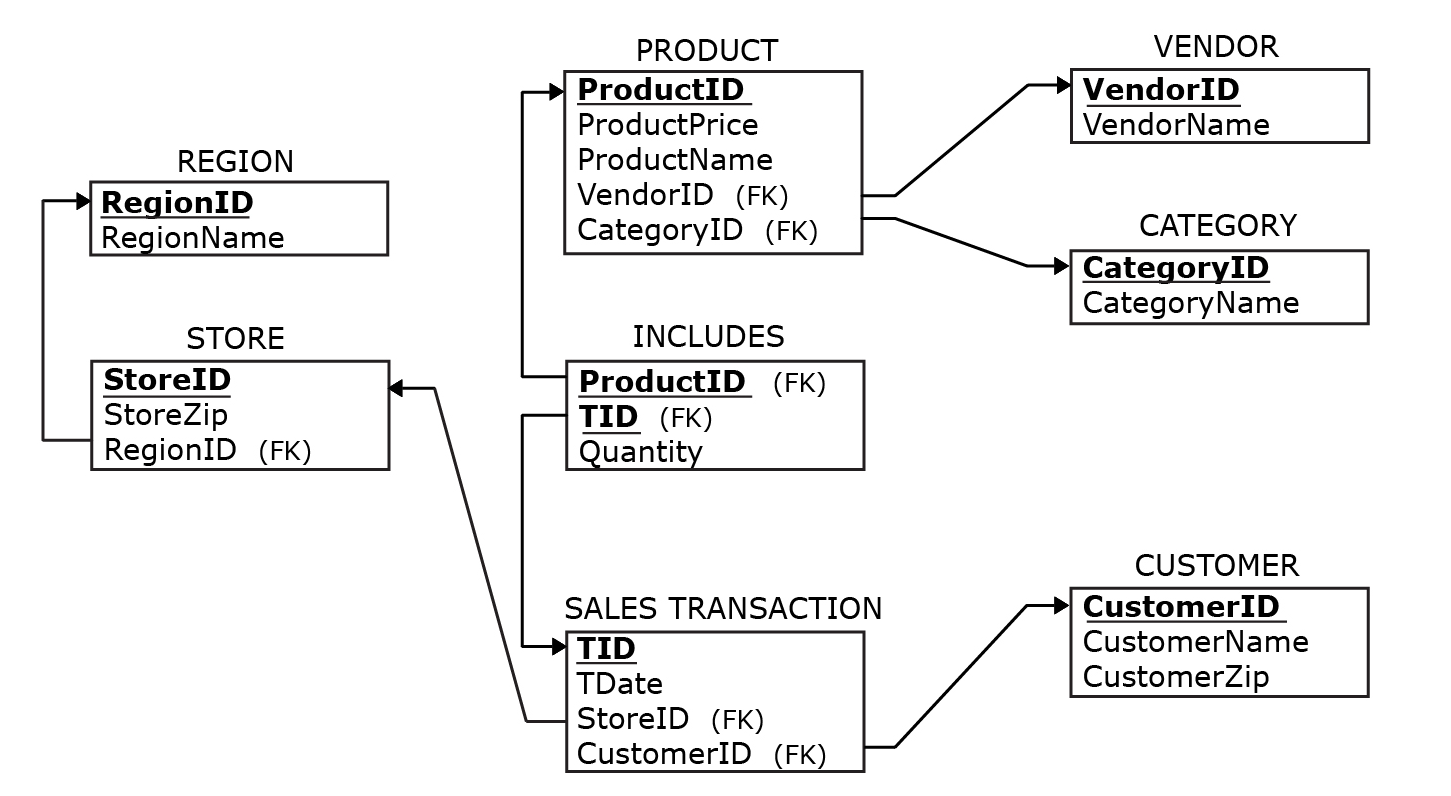 REGION
RegionID
RegionName
STORE
StoreID
StoreZip
RegionID (FK)
PRODUCT
ProductID
ProductPrice
ProductName
VendorID (FK)
CategoryID (FK)
INCLUDES
ProductID (FK)
TID (FK)
Quantity
SALES TRANSACTION
TID
TDate
StoreID (FK)
CustomerID (FK)
VENDOR
VendorID
VendorName
CATEGORY
CategoryID
CategoryName
CUSTOMER
CustomerID
CustomerName
CustomerZip